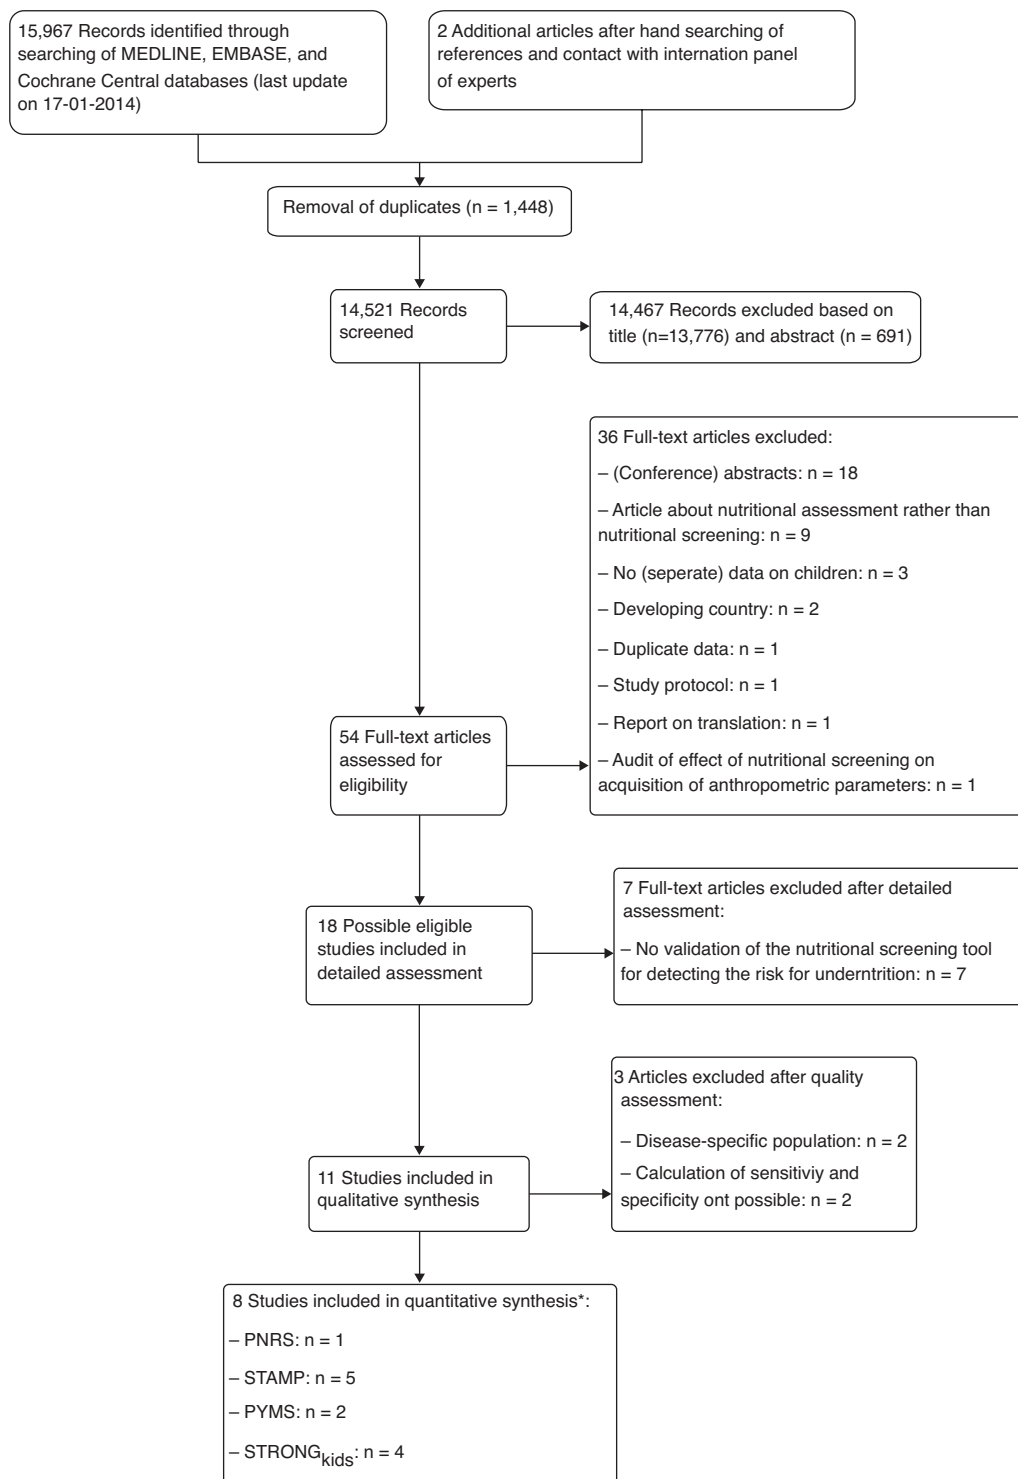 15,967 Records identified through
searching of MEDLINE, EMBASE, and
Cochrane Central databases (last update
on 17-01-2014)
2 Additional articles after hand searching of
references and contact with internation panel
of experts
Removal of duplicates (n = 1,448)
14,521 Records
screened
14,467 Records excluded based on
title (n=13,776) and abstract (n = 691)
36 Full-text articles excluded:
– (Conference) abstracts: n = 18
– Article about nutritional assessment rather than
nutritional screening: n = 9
– No (seperate) data on children: n = 3
– Developing country: n = 2
– Duplicate data: n = 1
– Study protocol: n = 1
– Report on translation: n = 1
– Audit of effect of nutritional screening on
acquisition of anthropometric parameters: n = 1
54 Full-text articles
assessed for
eligibility
7 Full-text articles excluded after detailed
assessment:
– No validation of the nutritional screening tool
for detecting the risk for underntrition: n = 7
18 Possible eligible
studies included in
detailed assessment
3 Articles excluded after quality
assessment:
– Disease-specific population: n = 2
– Calculation of sensitiviy and
specificity ont possible: n = 2
11 Studies included in
qualitative synthesis
8 Studies included in quantitative synthesis*:
– PNRS: n = 1
– STAMP: n = 5
– PYMS: n = 2
– STRONGkids: n = 4